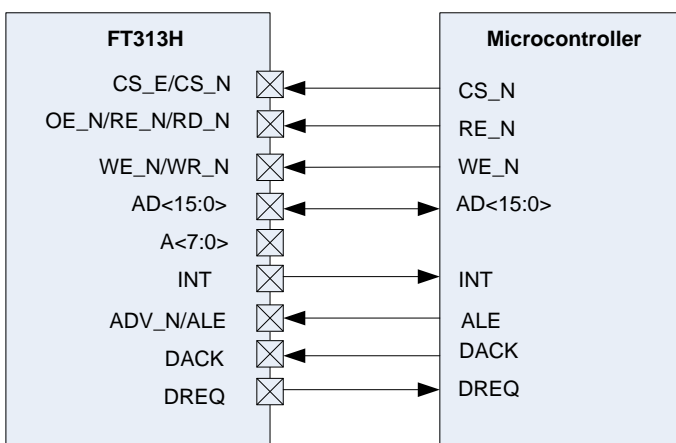 FT313H
Microcontroller
CS_E/CS_N
CS_N
OE_N/RE_N/RD_N
RE_N
WE_N/WR_N
WE_N
AD<15:0>
AD<15:0>
A<7:0>
INT
INT
ADV_N/ALE
ALE
DACK
DACK
DREQ
DREQ